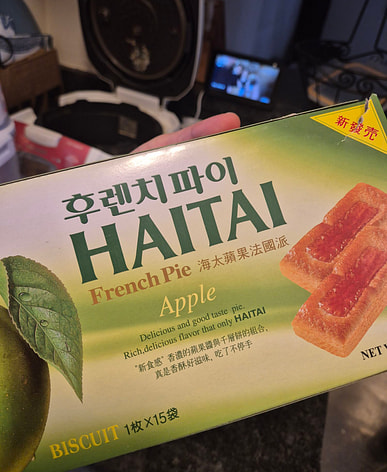 新發売
후렌치파이
HAITAI
French Pie 海太蘋果法國派
Apple
Delicious and good taste pie.
Rich,delicious flavor that only HAITAI
"新食感"香濃的蘋果醬與千層餅的組合,
真是香酥好滋味, 吃了不停手
NET
BISCUIT 1枚X15袋